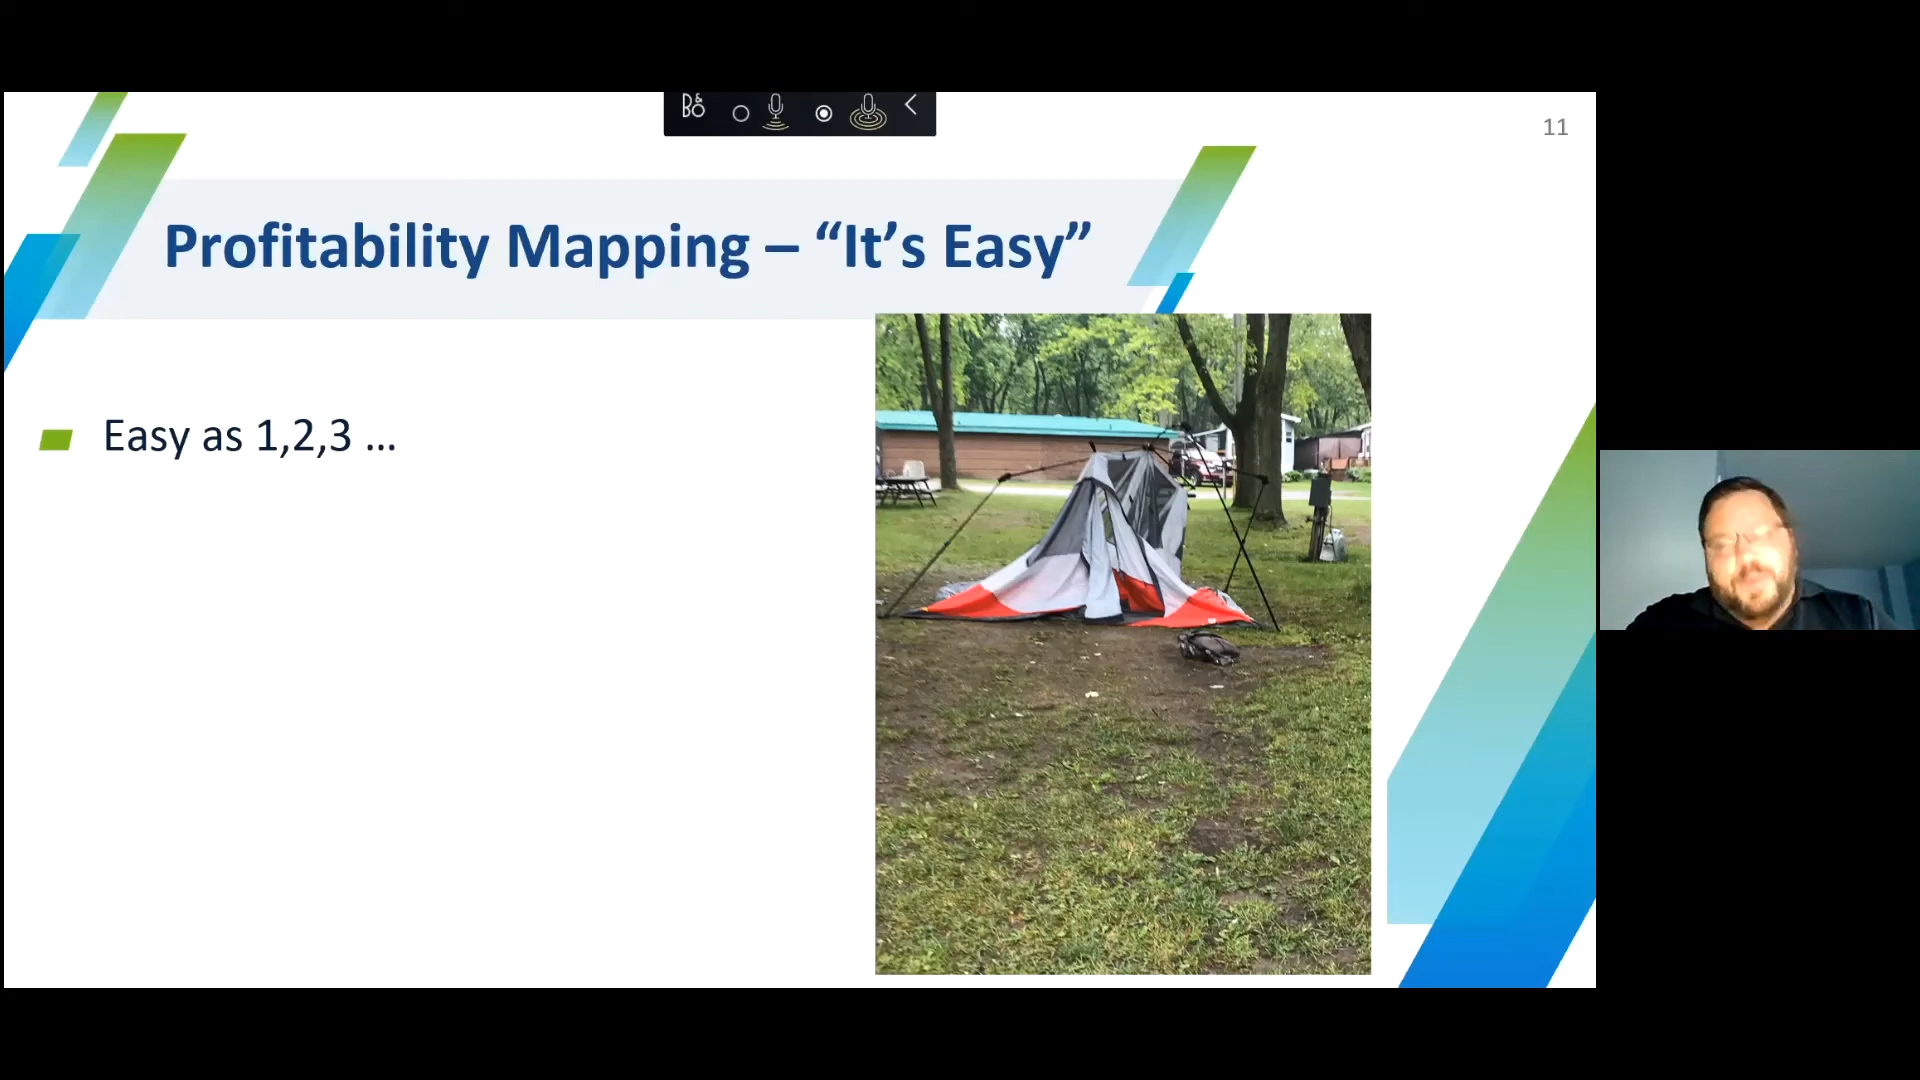 B&O
11
Profitability Mapping – “It’s Easy”
Easy as 1,2,3 ...